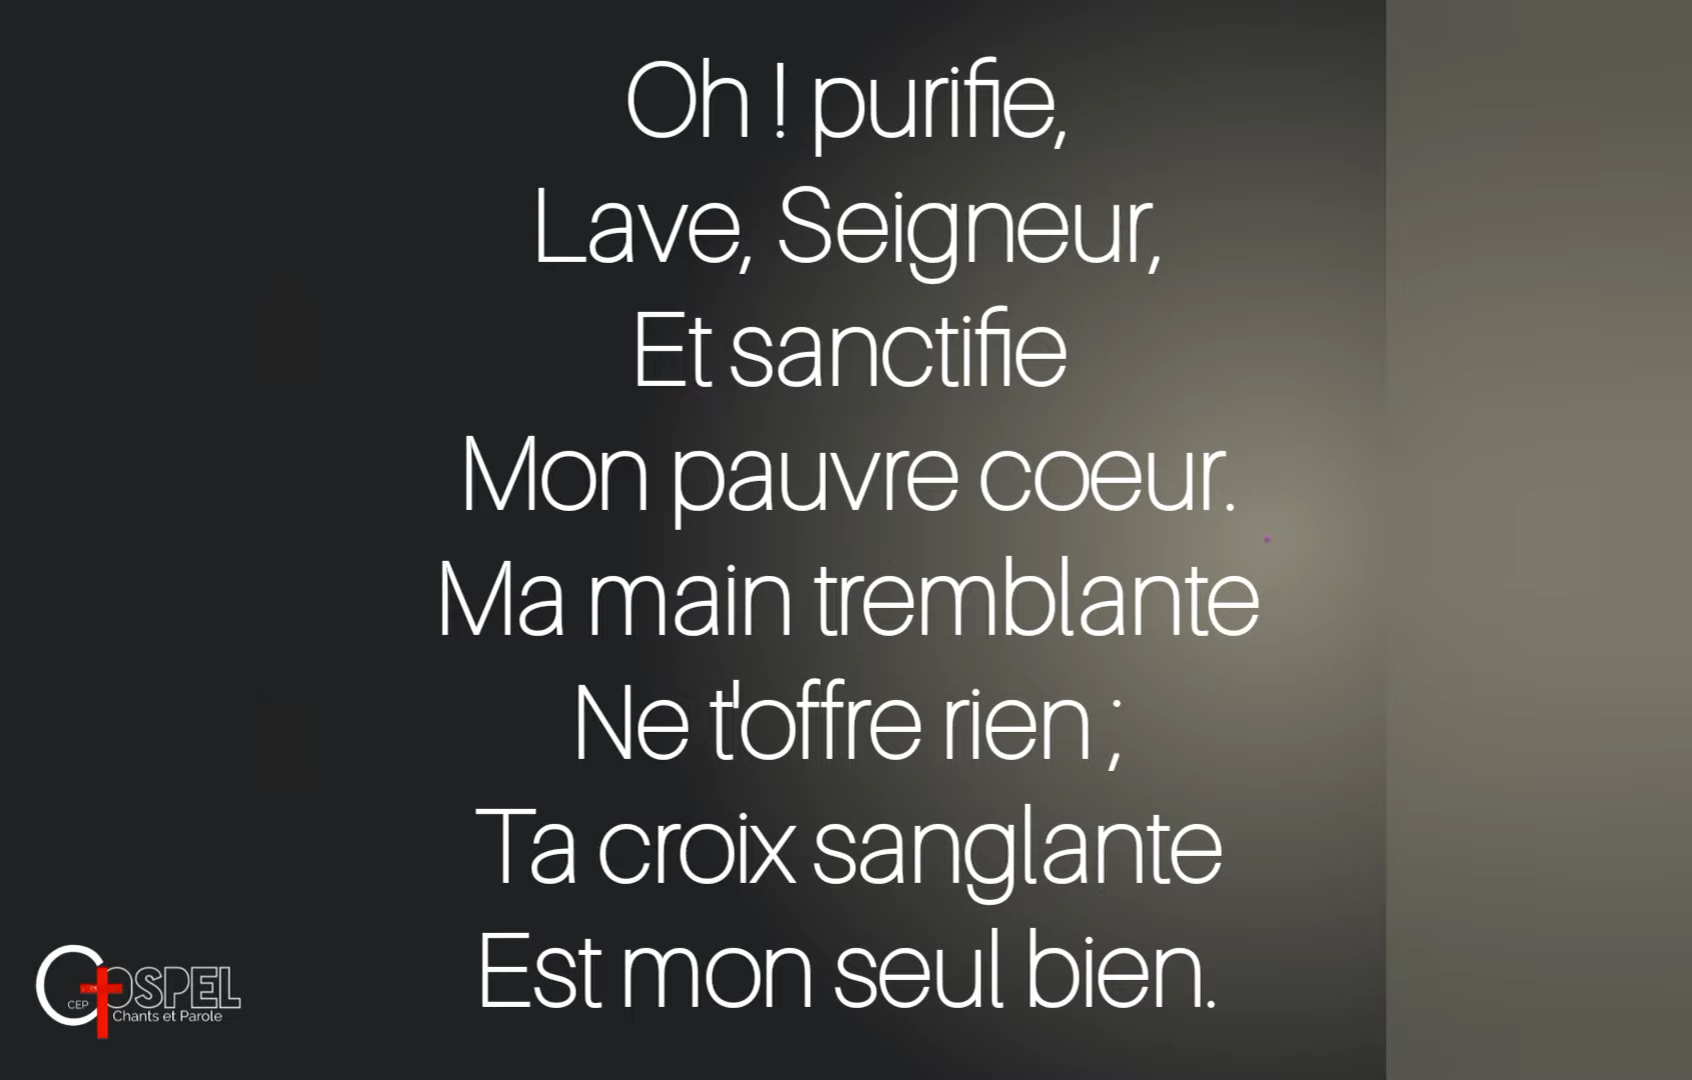 Oh ! purifie,
Lave, Seigneur,
Et sanctifie
Mon pauvre coeur.
Ma main tremblante
Ne t'offre rien ;
Ta croix sanglante
Est mon seul bien.
GOSPEL
CEP
Chants et Parole